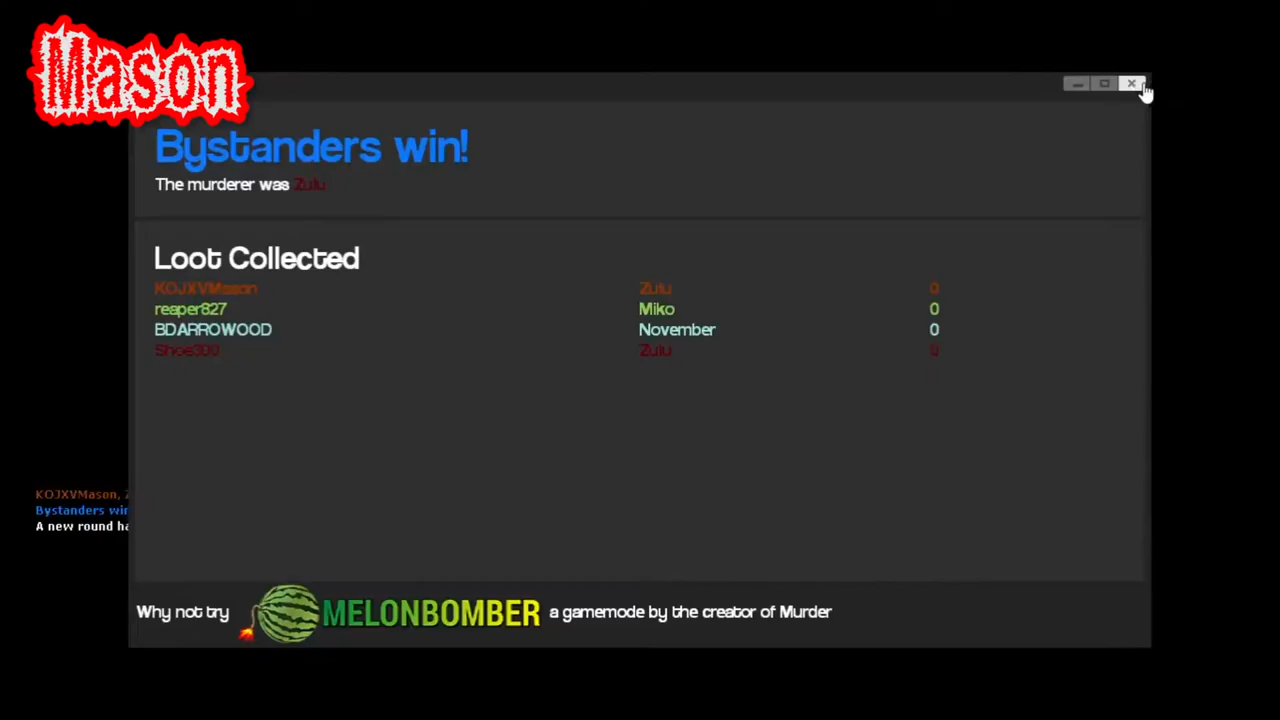 Mason
Bystanders win!
The murderer was Zulu
Loot Collected
KOJXVMason Zulu 0
reaper827 Miko 0
BDARROWOOD November 0
Shoe300 Zulu 0
KOJXVMason,
Bystanders wir
A new round ha
Why not try MELONBOMBER a gamemode by the creator of Murder